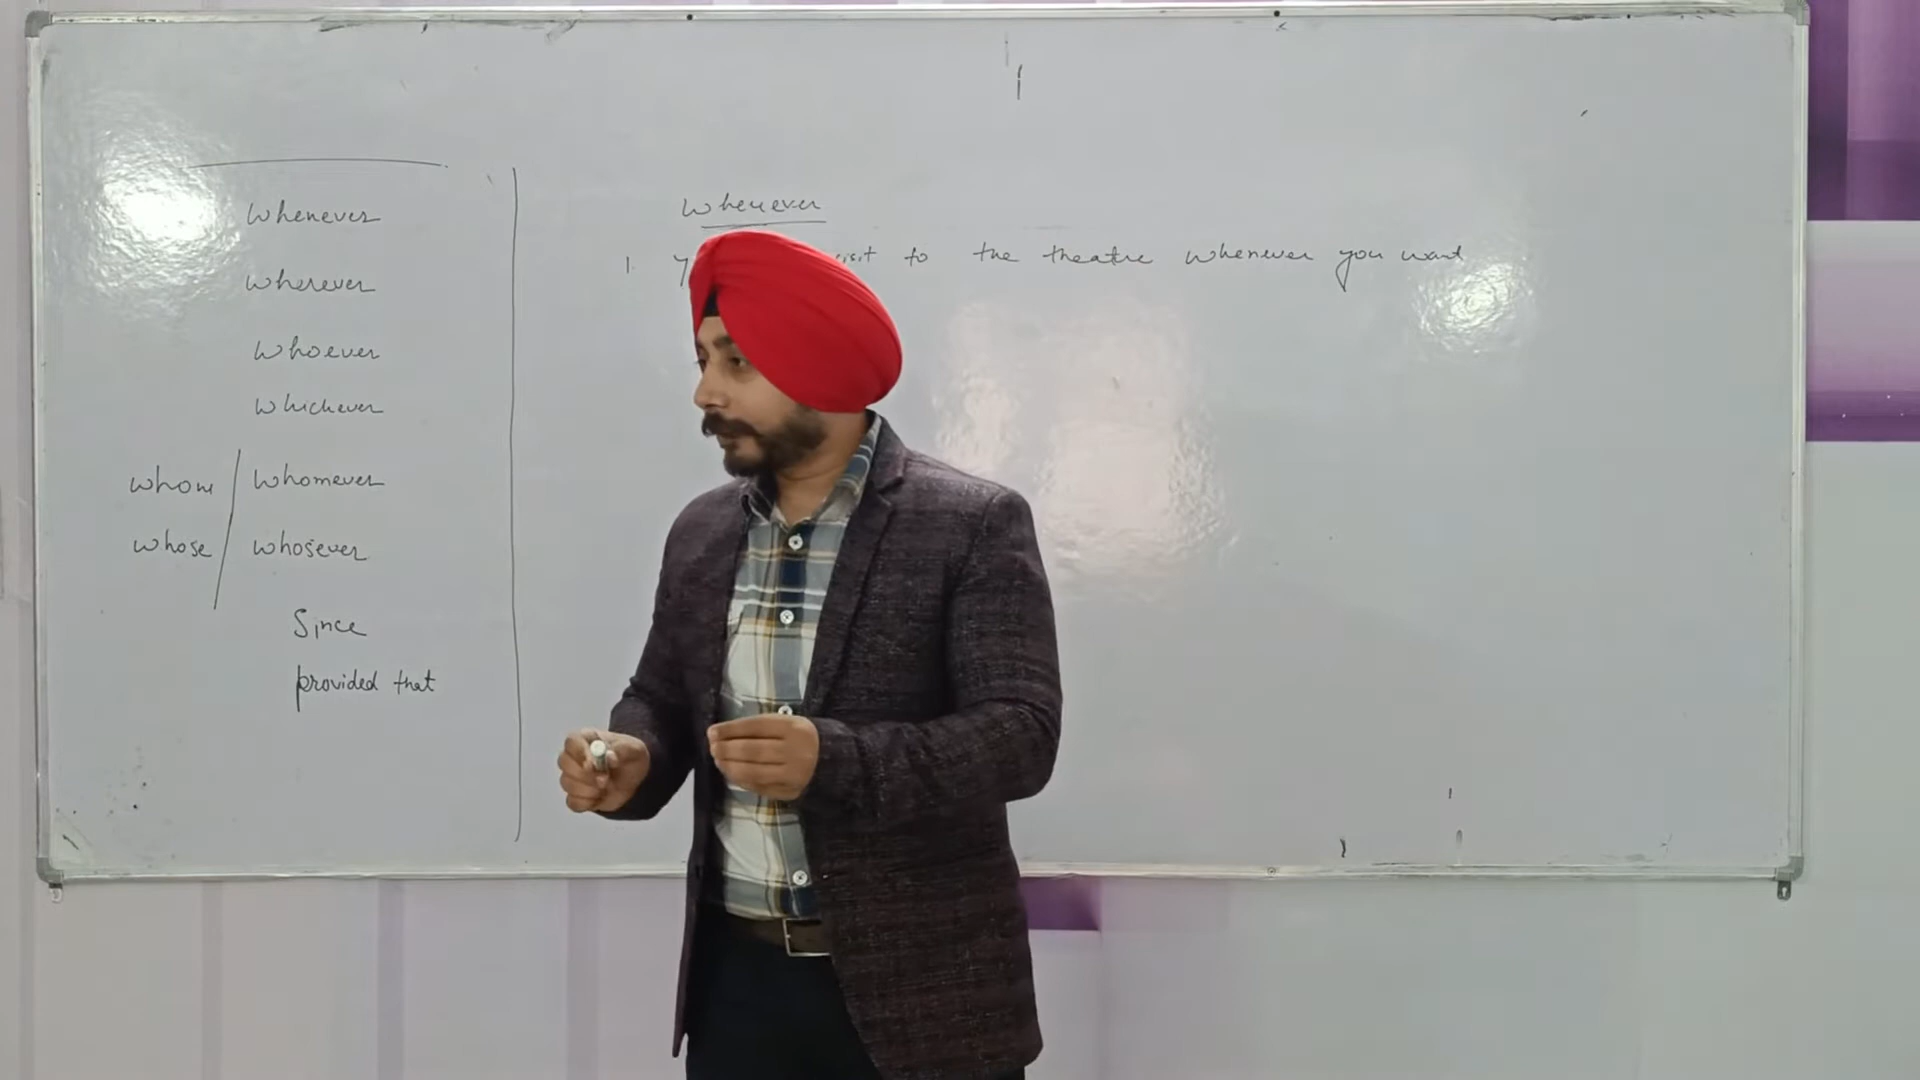 whenever
wherever
whoever
whichever
whom / whomever
whose / whosever
Since
provided that
whenever
1. to the theatre whenever you want